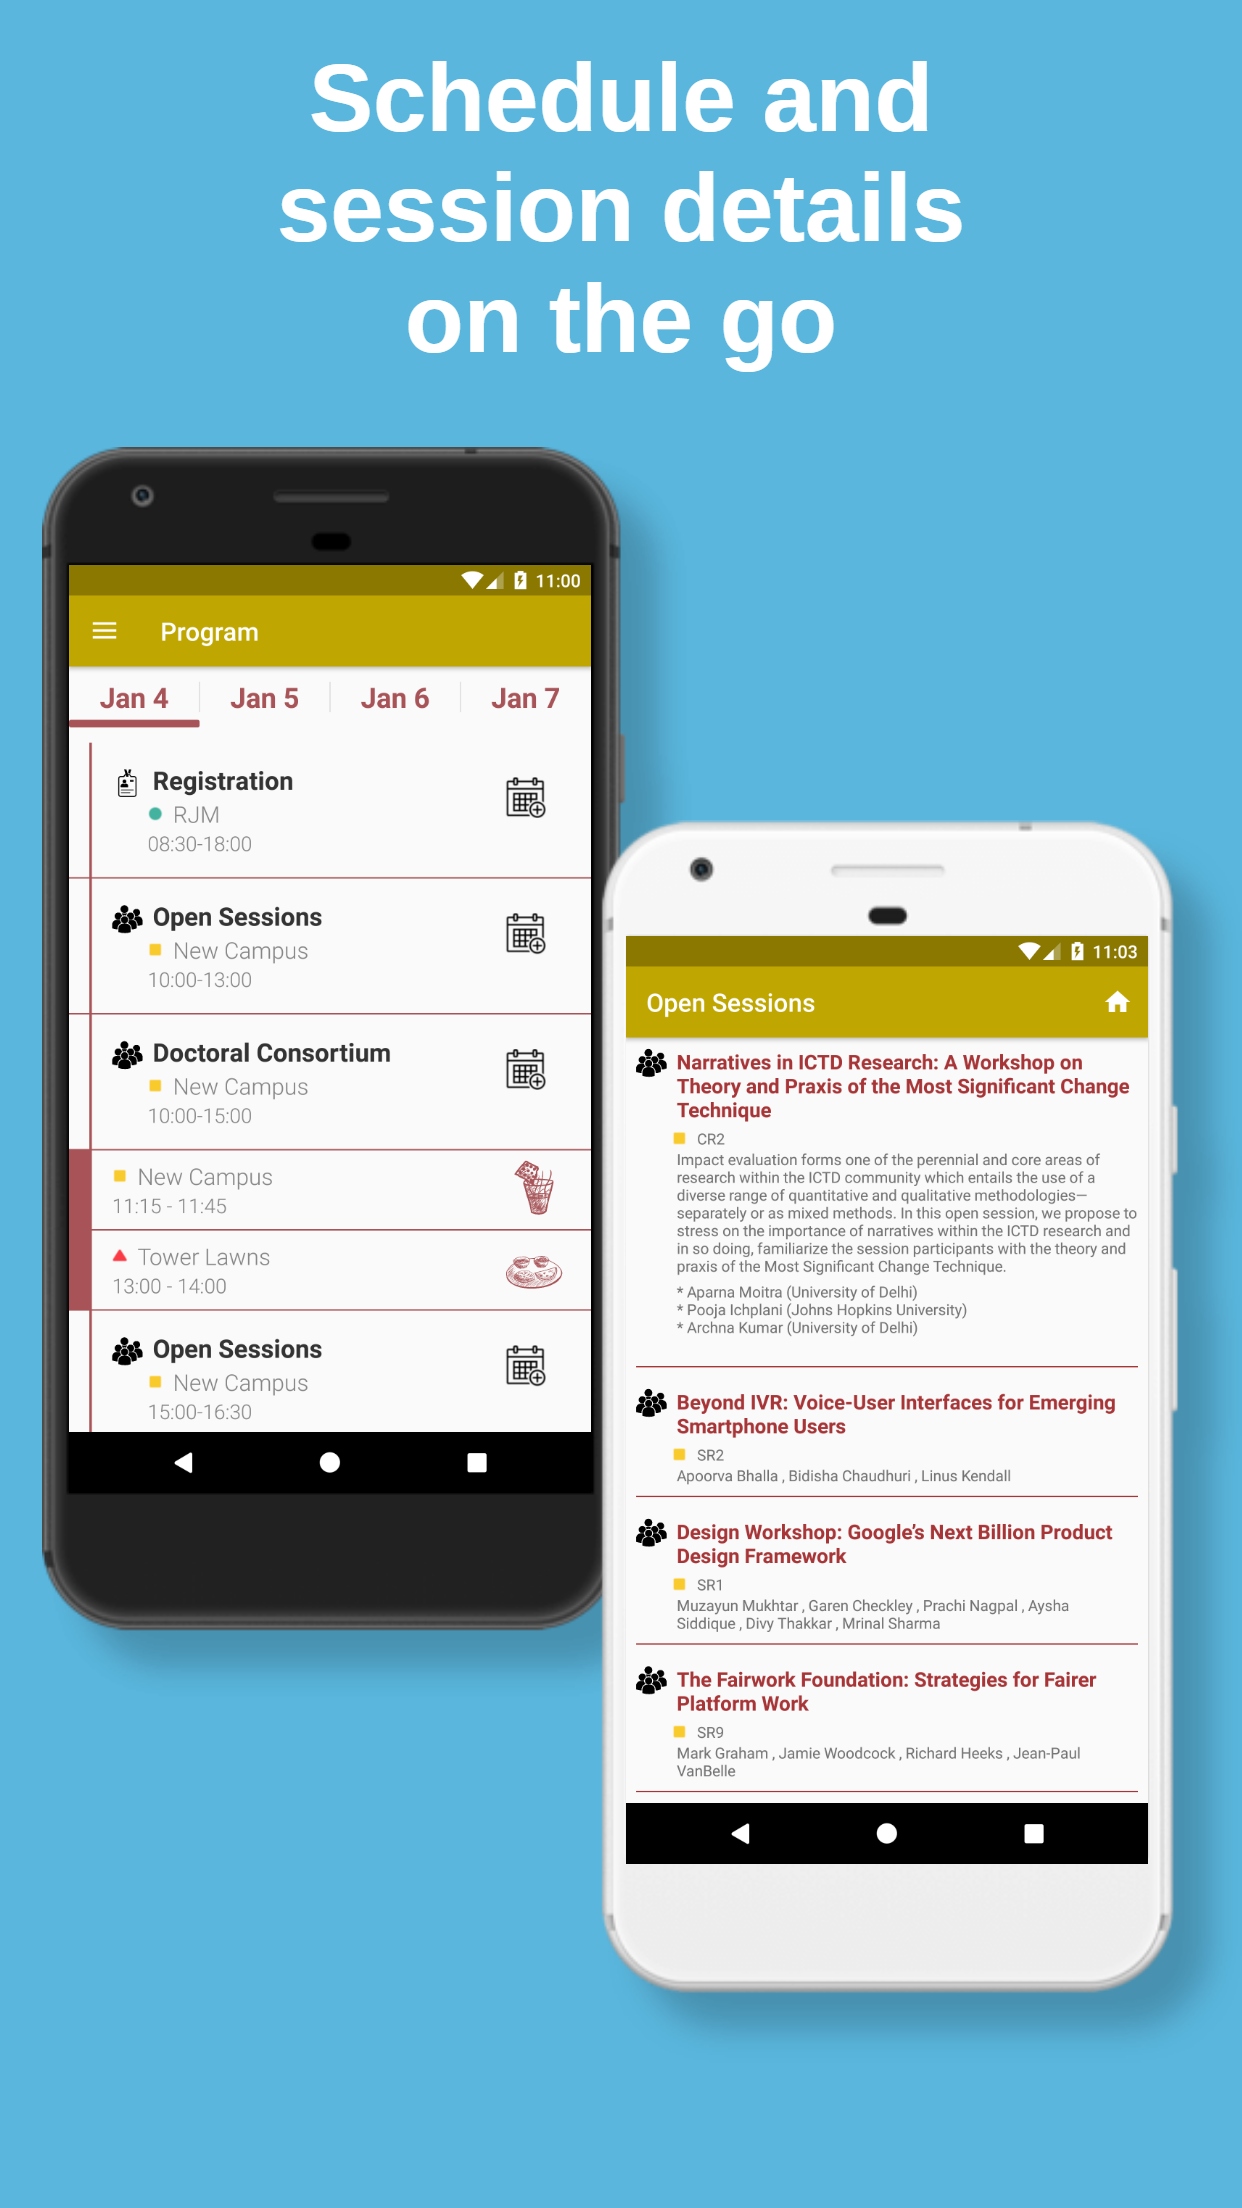 Schedule and
session details
on the go
11:00
Program
Jan 4
Jan 5
Jan 6
Jan 7
Registration
RJM
08:30-18:00
Open Sessions
New Campus
10:00-13:00
Doctoral Consortium
New Campus
10:00-15:00
New Campus
11:15 - 11:45
Tower Lawns
13:00 - 14:00
Open Sessions
New Campus
15:00-16:30
11:03
Open Sessions
Narratives in ICTD Research: A Workshop on
Theory and Praxis of the Most Significant Change
Technique
CR2
Impact evaluation forms one of the perennial and core areas of
research within the ICTD community which entails the use of a
diverse range of quantitative and qualitative methodologies—
separately or as mixed methods. In this open session, we propose to
stress on the importance of narratives within the ICTD research and
in so doing, familiarize the session participants with the theory and
praxis of the Most Significant Change Technique.
* Aparna Moitra (University of Delhi)
* Pooja Ichplani (Johns Hopkins University)
* Archna Kumar (University of Delhi)
Beyond IVR: Voice-User Interfaces for Emerging
Smartphone Users
SR2
Apoorva Bhalla , Bidisha Chaudhuri , Linus Kendall
Design Workshop: Google's Next Billion Product
Design Framework
SR1
Muzayun Mukhtar , Garen Checkley , Prachi Nagpal , Aysha
Siddique , Divy Thakkar , Mrinal Sharma
The Fairwork Foundation: Strategies for Fairer
Platform Work
SR9
Mark Graham , Jamie Woodcock , Richard Heeks , Jean-Paul
VanBelle